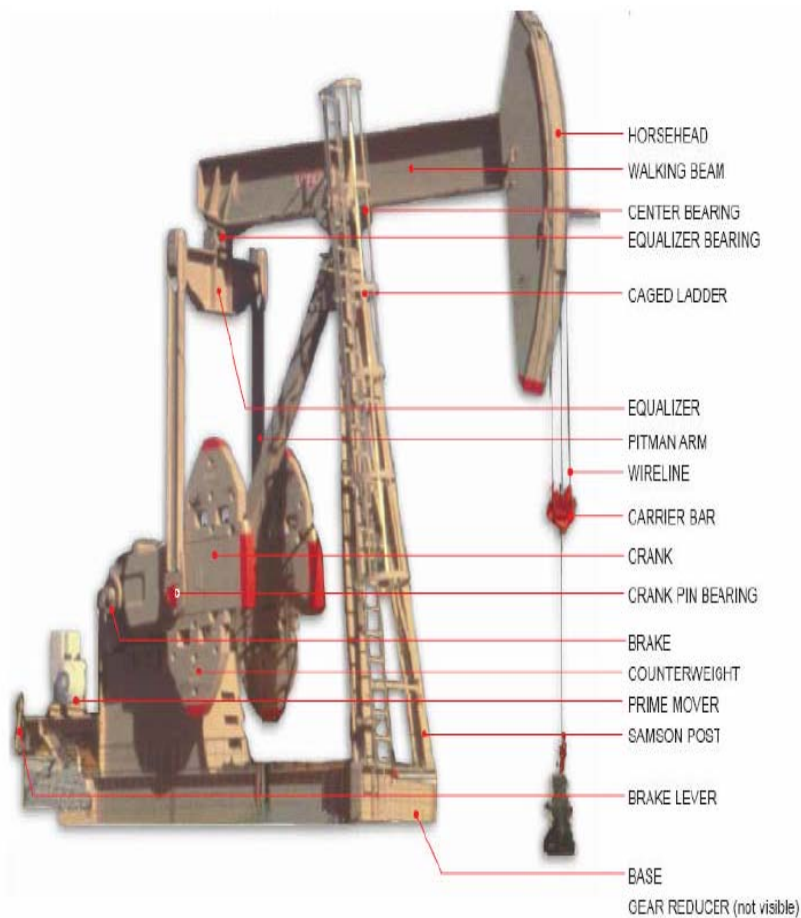 HORSEHEAD
WALKING BEAM
CENTER BEARING
EQUALIZER BEARING
CAGED LADDER
EQUALIZER
PITMAN ARM
WIRELINE
CARRIER BAR
CRANK
CRANK PIN BEARING
BRAKE
COUNTERWEIGHT
PRIME MOVER
SAMSON POST
BRAKE LEVER
BASE
GEAR REDUCER (not visible)